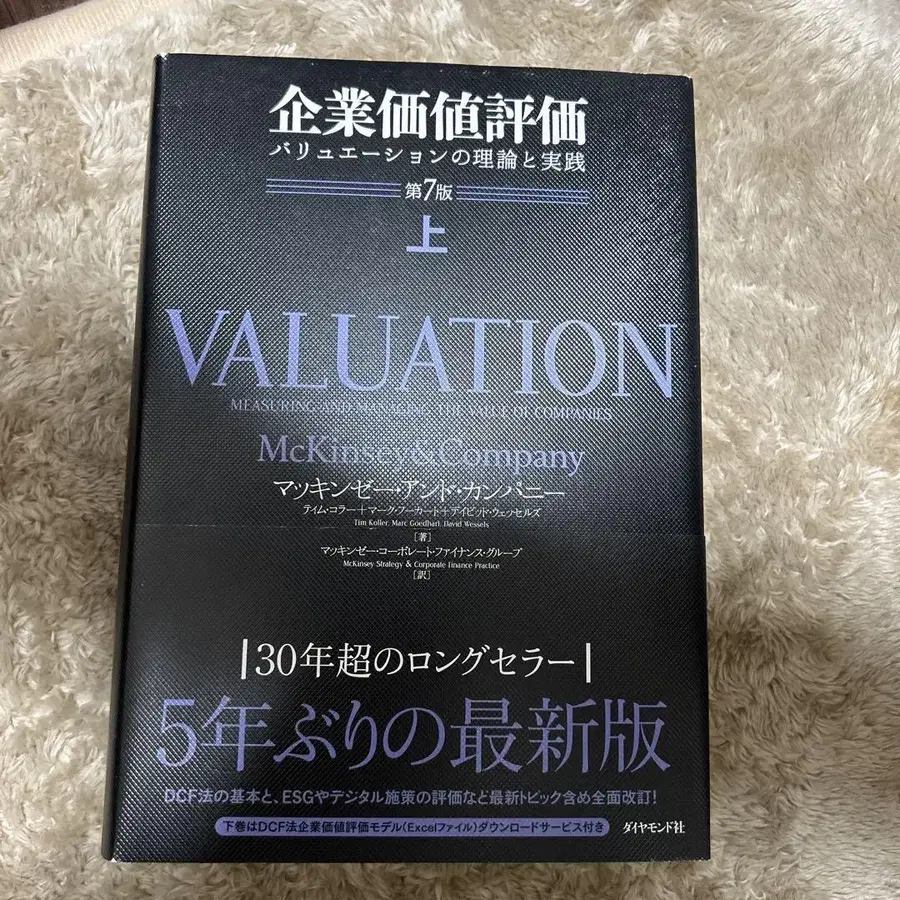 企業価値評価
バリュエーションの理論と実践
第7版
上
VALUATION
MEASURING AND MANAGING THE VALUE OF COMPANIES
McKinsey&Company
マッキンゼー・アンド・カンパニー
ティム・コラー+マーク・フーカート+デイビッド・ウェッセルズ
Tim Koller, Marc Goedhart, David Wessels
[著]
マッキンゼー・コーポレート・ファイナンス・グループ
McKinsey Strategy & Corporate Finance Practice
[訳]
30年超のロングセラー
5年ぶりの最新版
DCF法の基本と、ESGやデジタル施策の評価など最新トピック含め全面改訂!
下巻はDCF法企業価値評価モデル(Excelファイル)ダウンロードサービス付き
ダイヤモンド社